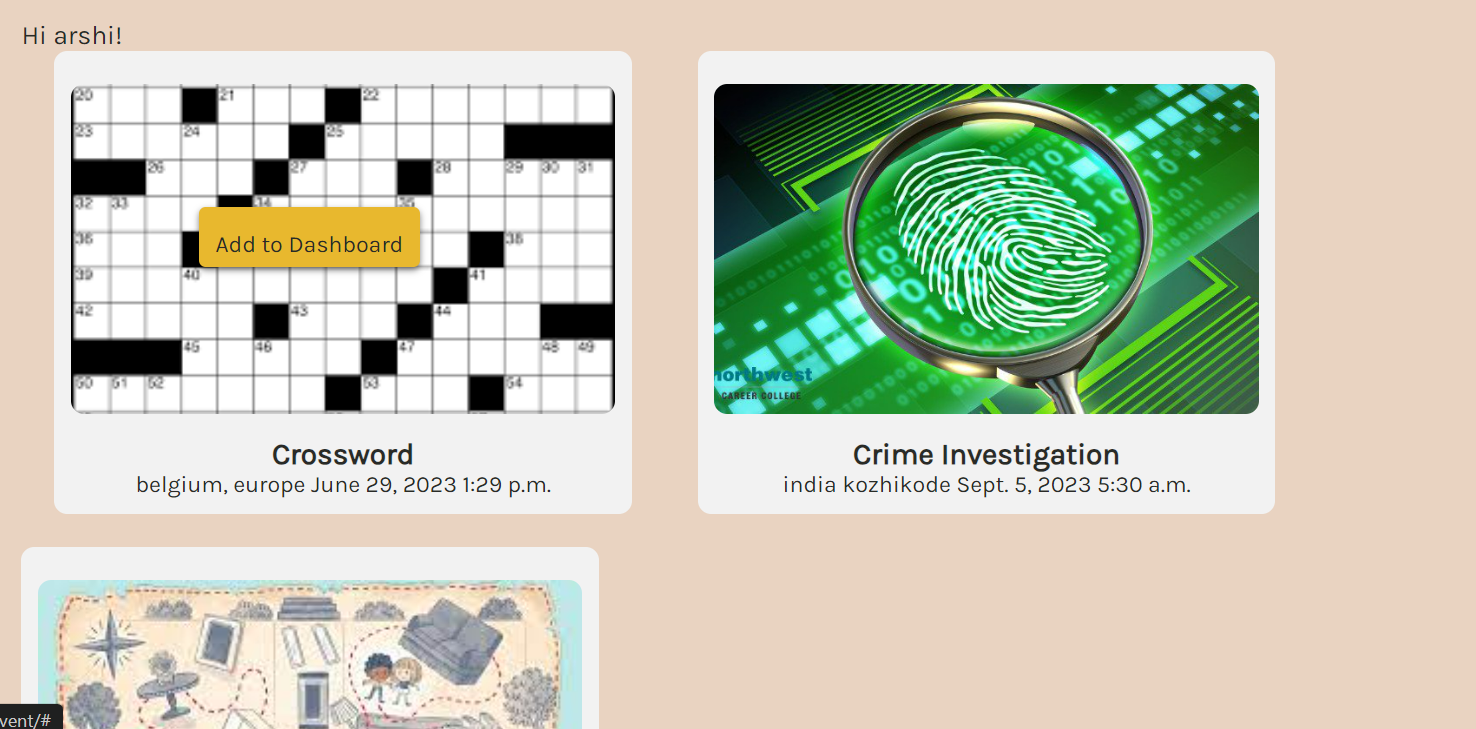 Hi arshi!
20 21 22
23 24 25
26 27 28 29 30 31
32 33 34 35
36 38
39 40 41
42 43 44
45 46 47 48 49
50 51 52 53 54
Add to Dashboard
northwest
CAREER COLLEGE
Crossword
belgium, europe June 29, 2023 1:29 p.m.
Crime Investigation
india kozhikode Sept. 5, 2023 5:30 a.m.
vent/#